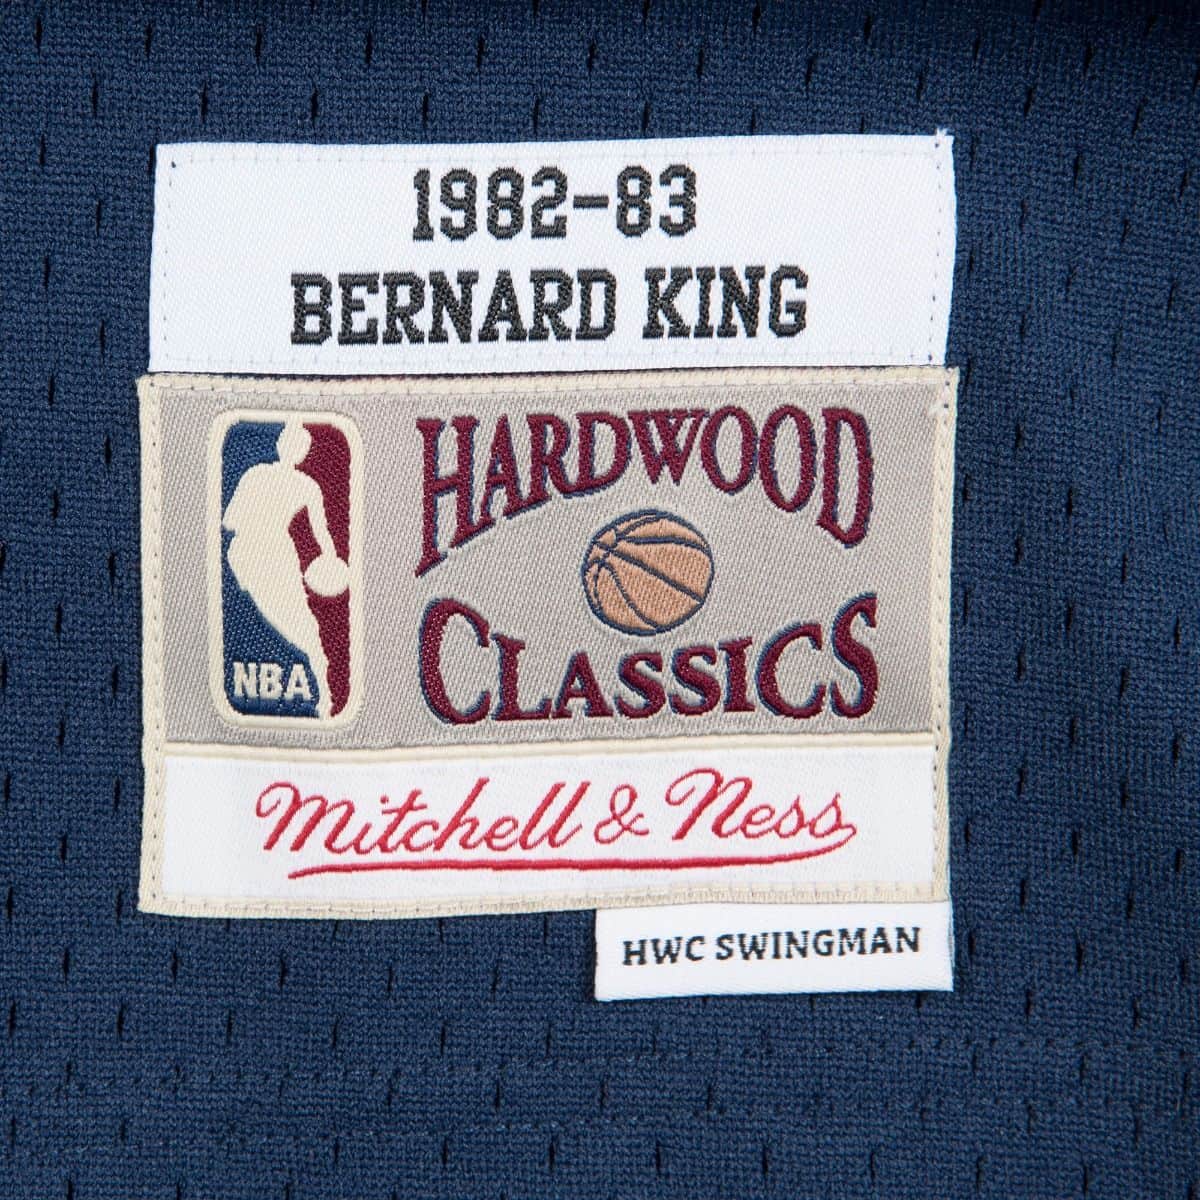 1982-83
BERNARD KING
HARDWOOD
CLASSICS
NBA
Mitchell & Ness
HWC SWINGMAN